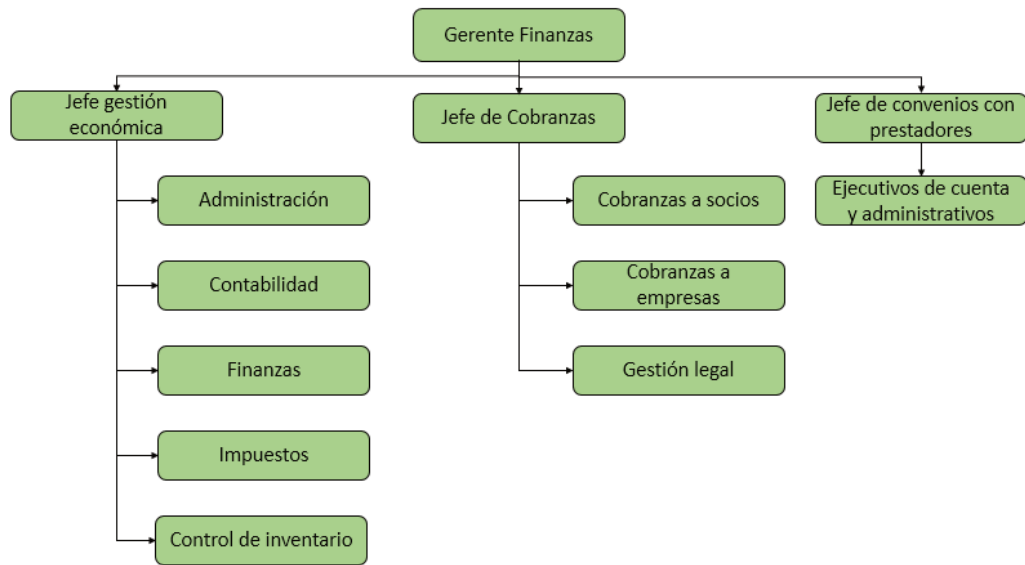 Gerente Finanzas
Jefe gestión
económica
Jefe de Cobranzas
Jefe de convenios con
prestadores
Administración
Cobranzas a socios
Ejecutivos de cuenta
y administrativos
Contabilidad
Cobranzas a
empresas
Finanzas
Gestión legal
Impuestos
Control de inventario